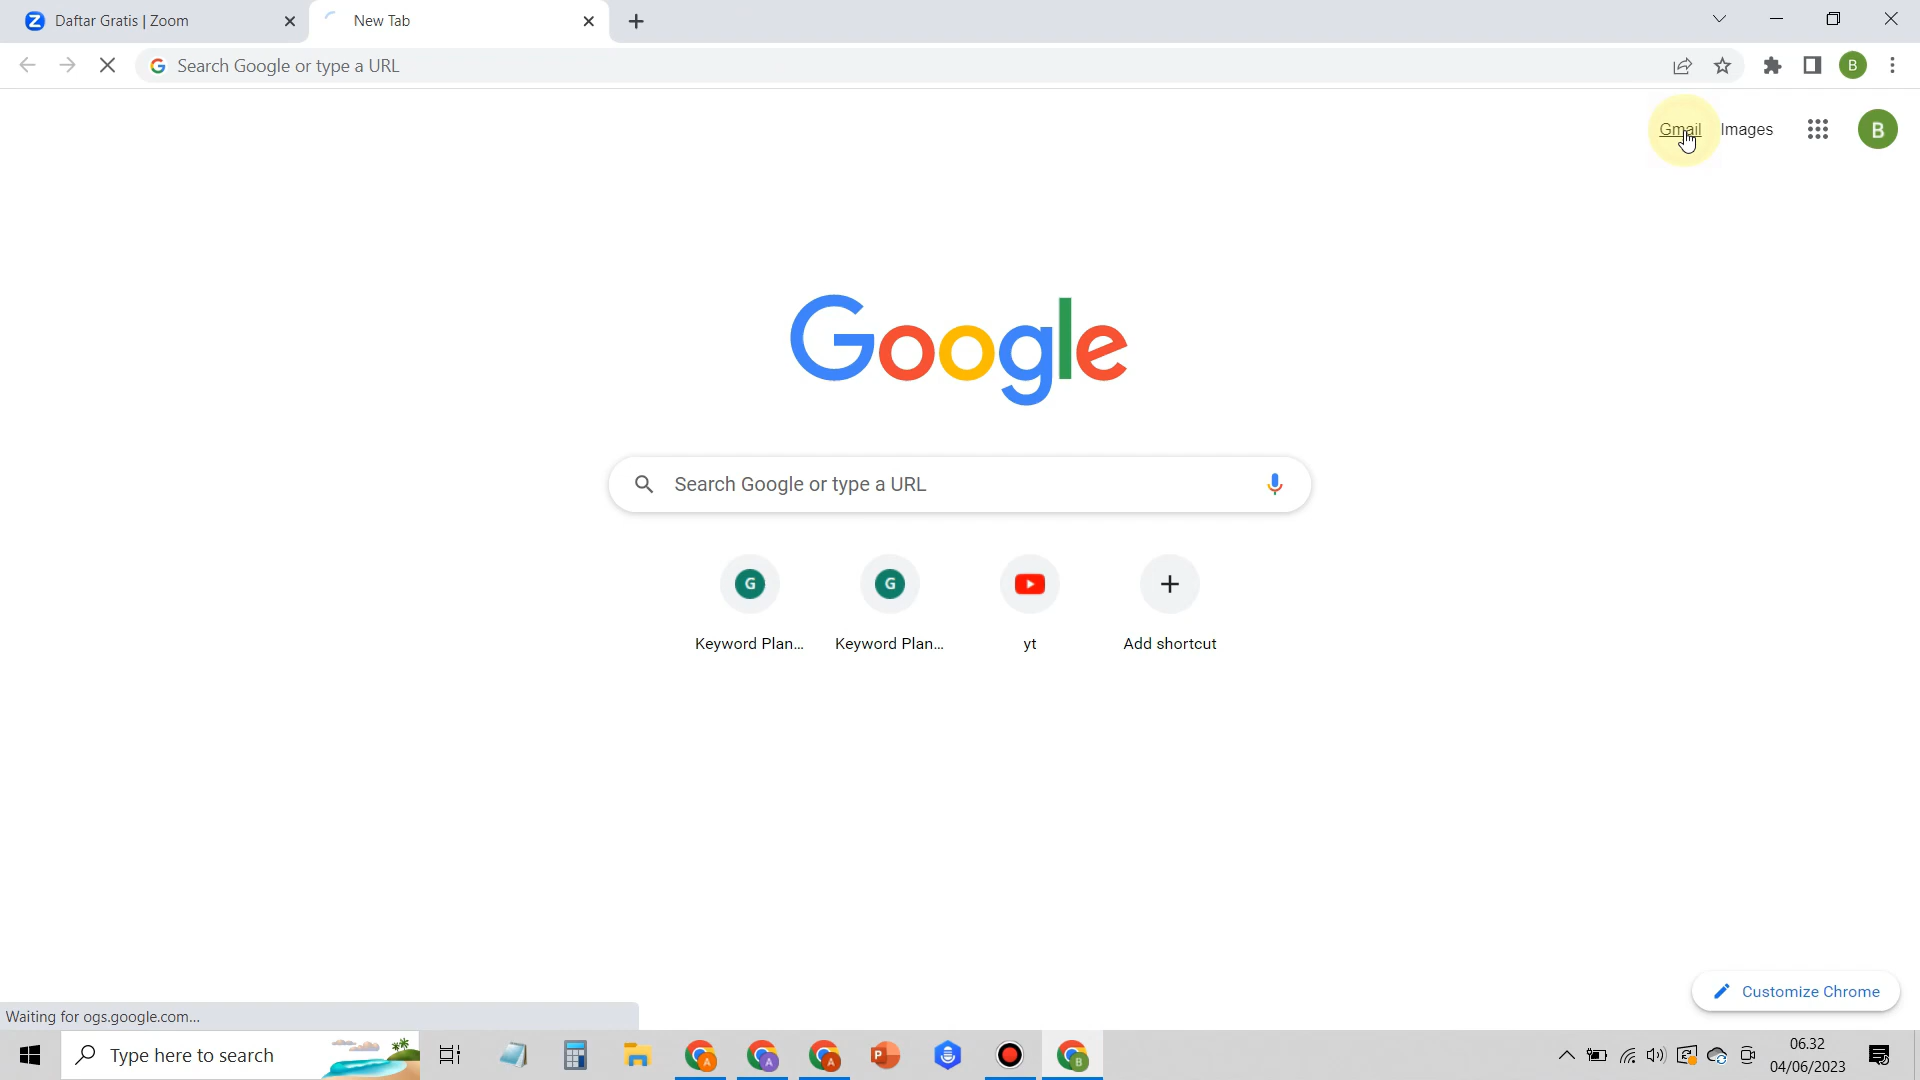 Daftar Gratis | Zoom
New Tab
Search Google or type a URL
B
Gmail
Images
B
Google
Search Google or type a URL
G
G
Keyword Plan...
Keyword Plan...
yt
Add shortcut
Customize Chrome
Waiting for ogs.google.com...
Type here to search
06.32
04/06/2023